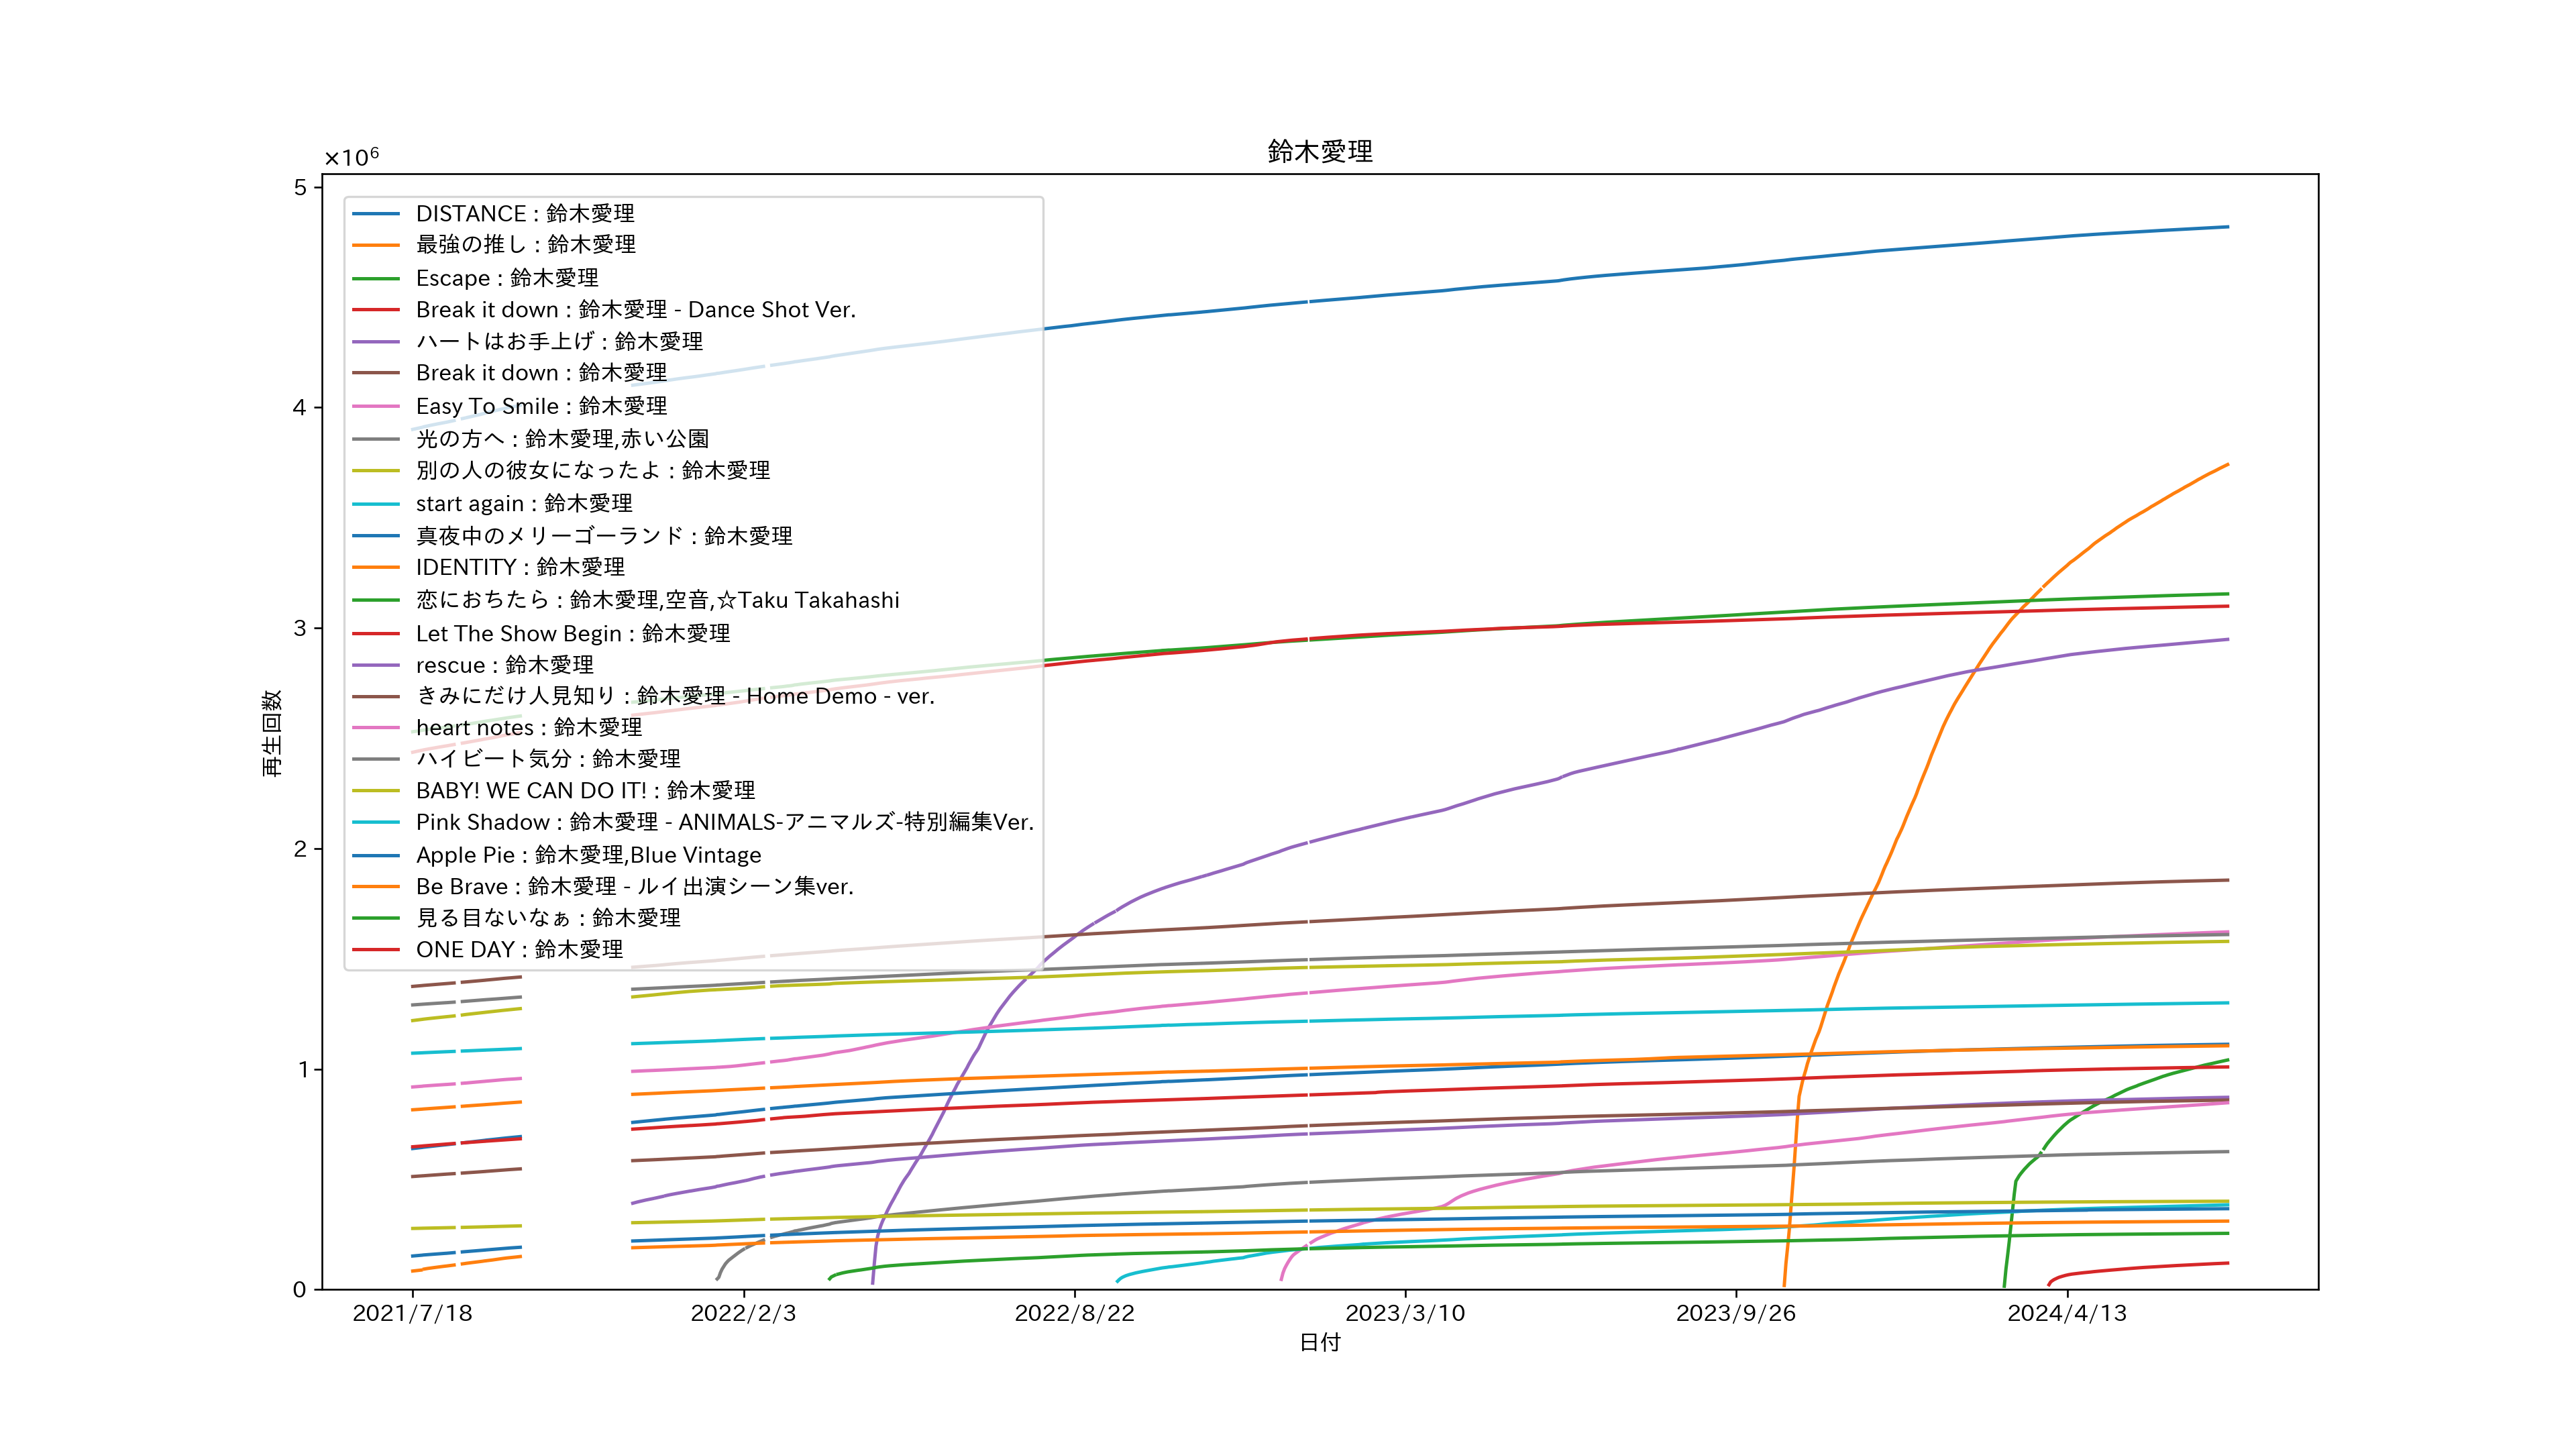 鈴木愛理
×10⁶
5
4
3
2
1
0
再生回数
DISTANCE : 鈴木愛理
最強の推し : 鈴木愛理
Escape : 鈴木愛理
Break it down : 鈴木愛理 - Dance Shot Ver.
ハートはお手上げ : 鈴木愛理
Break it down : 鈴木愛理
Easy To Smile : 鈴木愛理
光の方へ : 鈴木愛理,赤い公園
別の人の彼女になったよ : 鈴木愛理
start again : 鈴木愛理
真夜中のメリーゴーランド : 鈴木愛理
IDENTITY : 鈴木愛理
恋におちたら : 鈴木愛理,空音,☆Taku Takahashi
Let The Show Begin : 鈴木愛理
rescue : 鈴木愛理
きみにだけ人見知り : 鈴木愛理 - Home Demo - ver.
heart notes : 鈴木愛理
ハイビート気分 : 鈴木愛理
BABY! WE CAN DO IT! : 鈴木愛理
Pink Shadow : 鈴木愛理 - ANIMALS-アニマルズ-特別編集Ver.
Apple Pie : 鈴木愛理,Blue Vintage
Be Brave : 鈴木愛理 - ルイ出演シーン集ver.
見る目ないなぁ : 鈴木愛理
ONE DAY : 鈴木愛理
2021/7/18 2022/2/3 2022/8/22 2023/3/10 2023/9/26 2024/4/13
日付